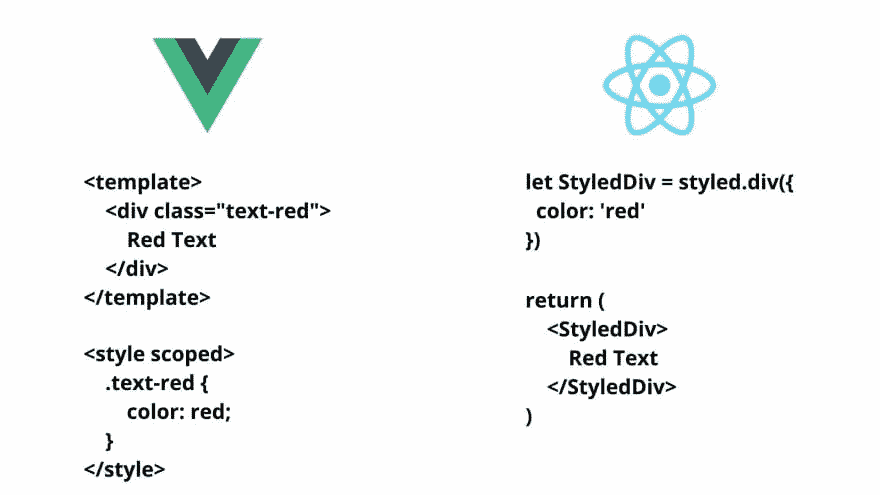 <template>
    <div class="text-red">
        Red Text
    </div>
</template>

<style scoped>
    .text-red {
        color: red;
    }
</style>

let StyledDiv = styled.div({
  color: 'red'
})

return (
    <StyledDiv>
        Red Text
    </StyledDiv>
)